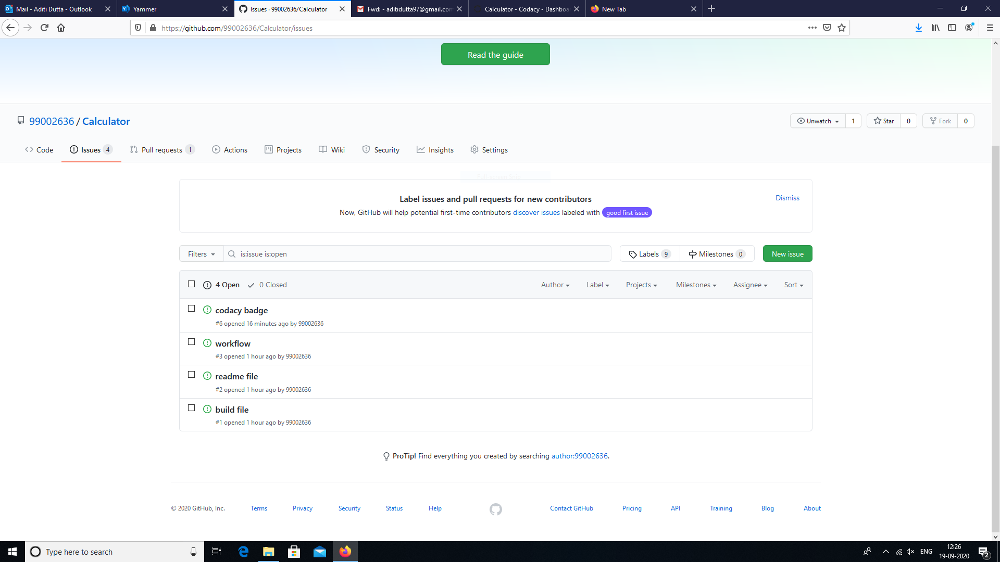 Mail - Aditi Dutta - Outlook
Yammer
Issues · 99002636/Calculator
Fwd: - aditidutta97@gmail.com
Calculator - Codacy - Dashboa
New Tab
https://github.com/99002636/Calculator/issues
Read the guide
99002636 / Calculator
Unwatch 1
Star 0
Fork 0
Code
Issues 4
Pull requests 1
Actions
Projects
Wiki
Security
Insights
Settings
Full-screen Snip
Label issues and pull requests for new contributors
Dismiss
Now, GitHub will help potential first-time contributors discover issues labeled with good first issue
Filters
is:issue is:open
Labels 9
Milestones 0
New issue
4 Open
0 Closed
Author
Label
Projects
Milestones
Assignee
Sort
codacy badge
#6 opened 16 minutes ago by 99002636
workflow
#3 opened 1 hour ago by 99002636
readme file
#2 opened 1 hour ago by 99002636
build file
#1 opened 1 hour ago by 99002636
ProTip! Find everything you created by searching author:99002636.
© 2020 GitHub, Inc.
Terms
Privacy
Security
Status
Help
Contact GitHub
Pricing
API
Training
Blog
About
Type here to search
ENG
12:26
19-09-2020
2